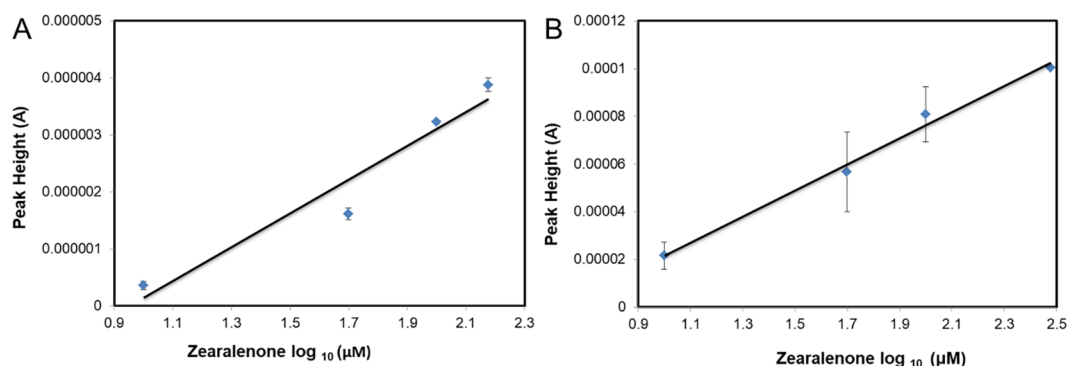 A
0.000005
0.000004
0.000003
0.000002
0.000001
0
Peak Height (A)
0.9 1.1 1.3 1.5 1.7 1.9 2.1 2.3
Zearalenone log 10 (µM)
B
0.00012
0.0001
0.00008
0.00006
0.00004
0.00002
0
Peak Height (A)
0.9 1.1 1.3 1.5 1.7 1.9 2.1 2.3 2.5
Zearalenone log 10 (µM)